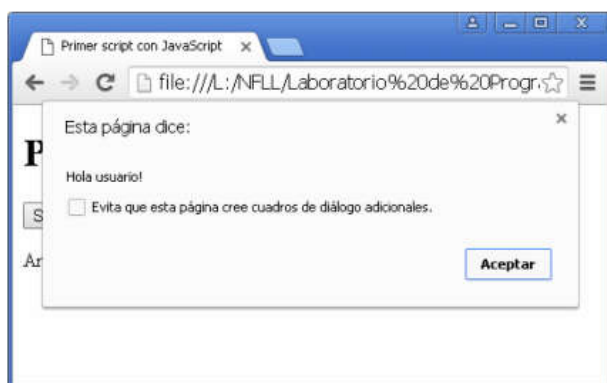 Primer script con JavaScript
file:///L:/NFLL/Laboratorio%20de%20Progr
Esta página dice:
P
Hola usuario!
Evita que esta página cree cuadros de diálogo adicionales.
S
Ar
Aceptar